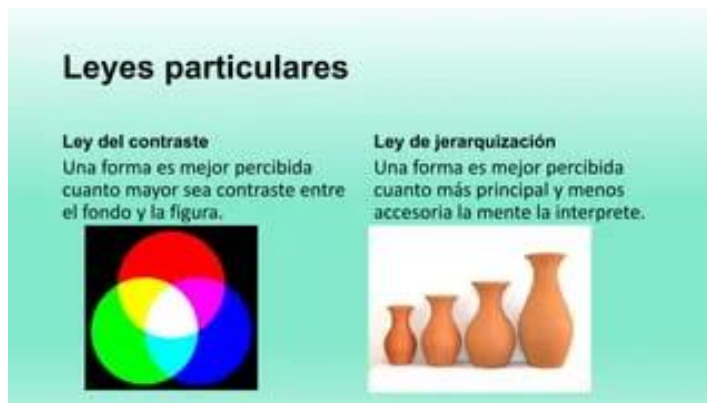 Leyes particulares
Ley del contraste
Una forma es mejor percibida
cuanto mayor sea contraste entre
el fondo y la figura.
Ley de jerarquización
Una forma es mejor percibida
cuanto más principal y menos
accesoria la mente la interprete.